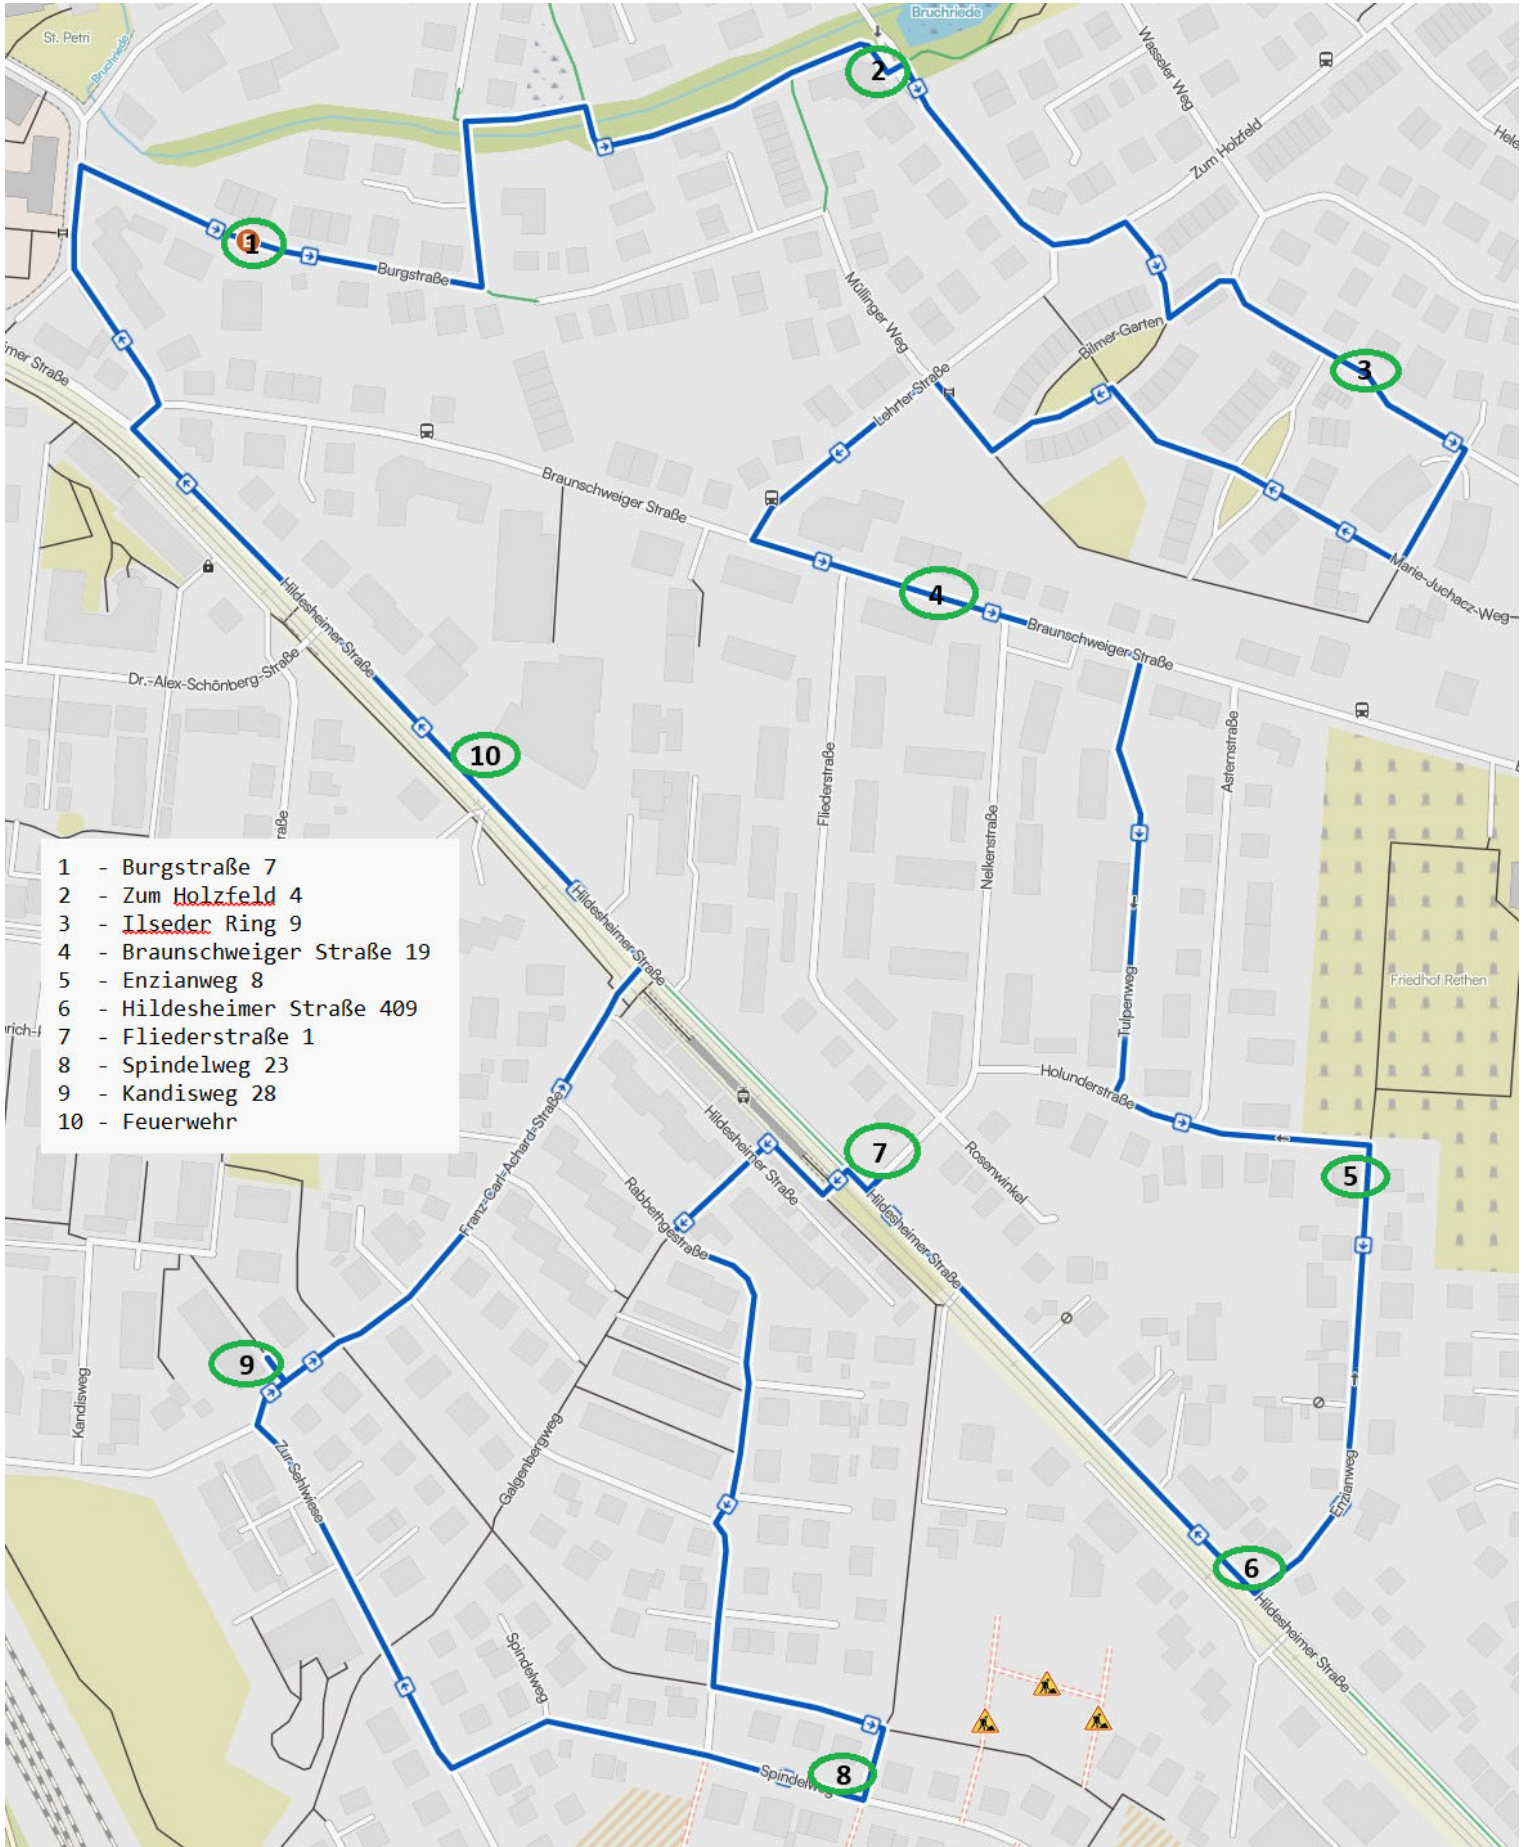 St. Petri
Bruchriede
Bruchriede
Wasseler Weg
Zum Holzfeld
2
1
Burgstraße
Müllinger Weg
Bilmer-Garten
3
Lehrter-Straße
Braunschweiger Straße
Marie-Juchacz-Weg
4
Braunschweiger-Straße
Hildesheimer-Straße
Dr.-Alex-Schönberg-Straße
10
Fliederstraße
Nelkenstraße
Asternstraße
Tulpenweg
Friedhof Rethen
Hildesheimer-Straße
1 - Burgstraße 7
2 - Zum Holzfeld 4
3 - Ilseder Ring 9
4 - Braunschweiger Straße 19
5 - Enzianweg 8
6 - Hildesheimer Straße 409
7 - Fliederstraße 1
8 - Spindelweg 23
9 - Kandisweg 28
10 - Feuerwehr
Holunderstraße
Franz-Carl-Achard-Straße
Hildesheimer Straße
7
Rosenwinkel
5
Rabbethgestraße
Hildesheimer-Straße
9
Kandisweg
Zur Sehlwiese
Galgenbergweg
Enzianweg
6
Hildesheimer-Straße
Spindelweg
Spindelweg
8